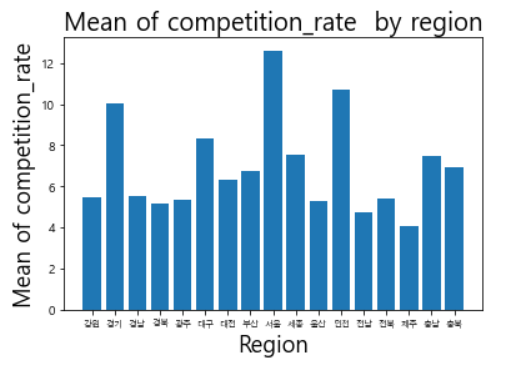 Mean of competition_rate by region
Mean of competition_rate
12
10
8
6
4
2
0
강원 경기 경남 경북 광주 대구 대전 부산 서울 세종 울산 인천 전남 전북 제주 충남 충북
Region